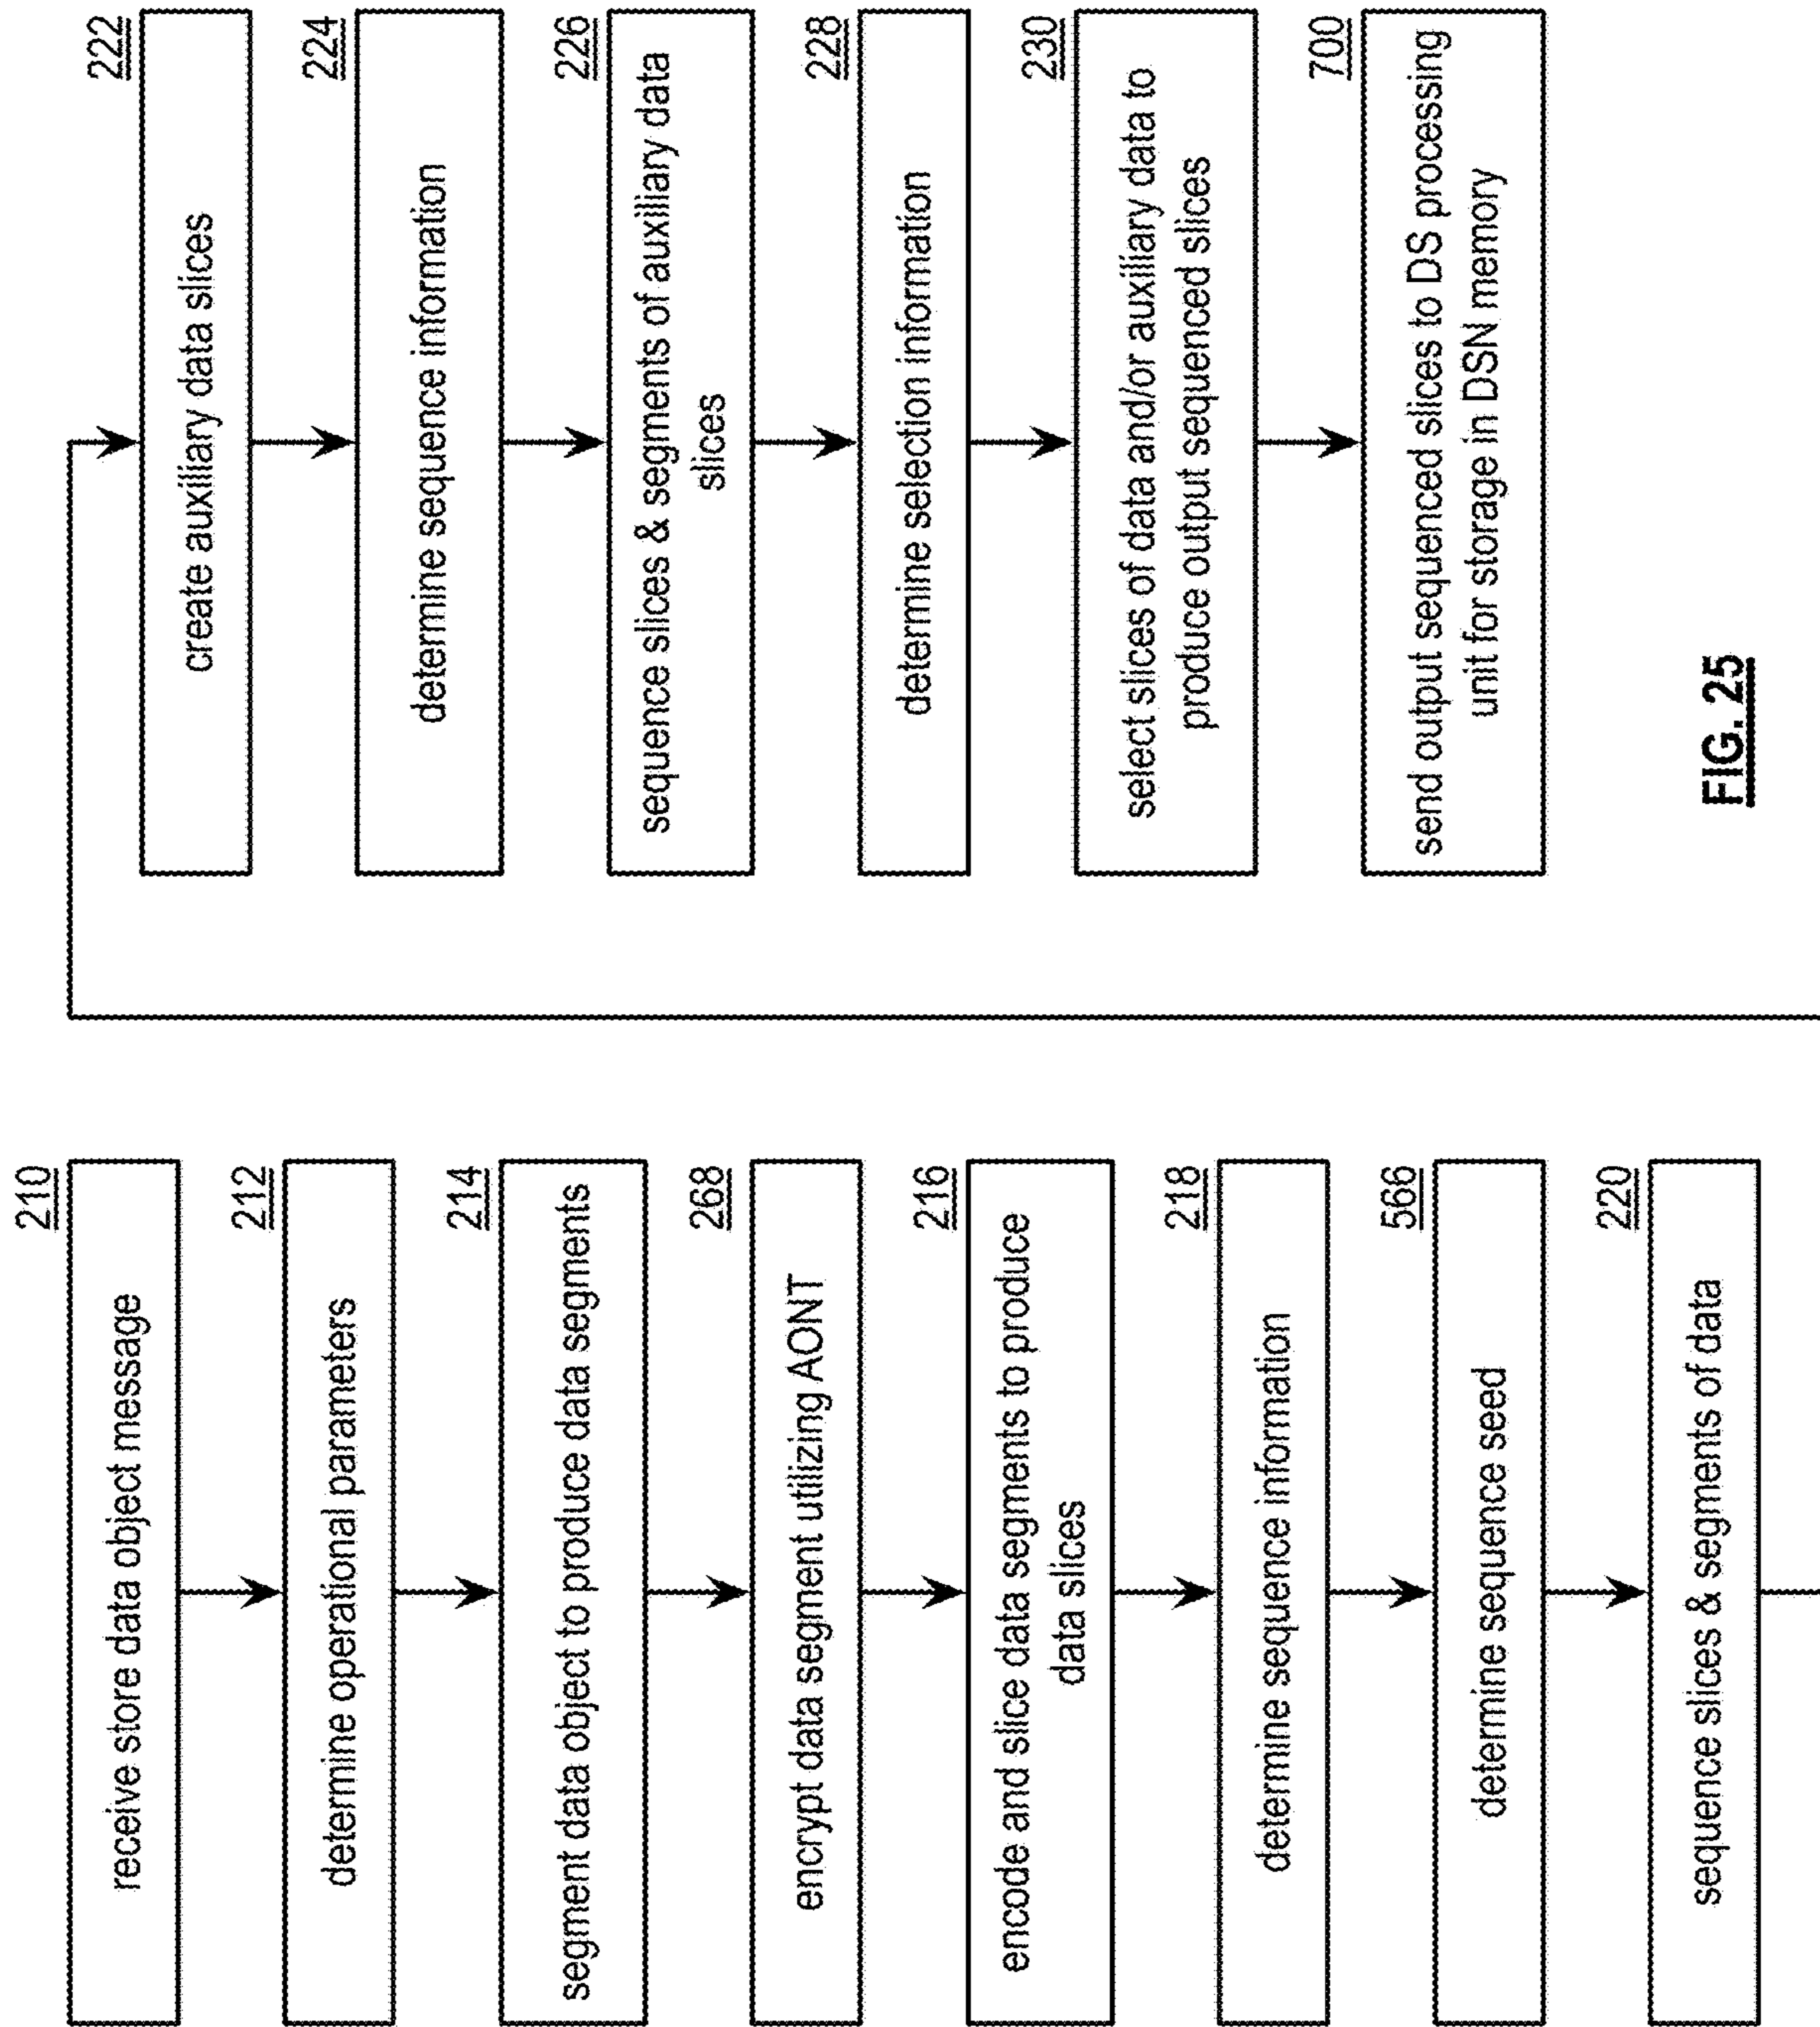 210
receive store data object message
212
determine operational parameters
214
segment data object to produce data segments
268
encrypt data segment utilizing AONT
216
encode and slice data segments to produce
data slices
218
determine sequence information
566
determine sequence seed
220
sequence slices & segments of data
222
create auxiliary data slices
224
determine sequence information
226
sequence slices & segments of auxiliary data
slices
228
determine selection information
230
select slices of data and/or auxiliary data to
produce output sequenced slices
700
send output sequenced slices to DS processing
unit for storage in DSN memory
FIG. 25